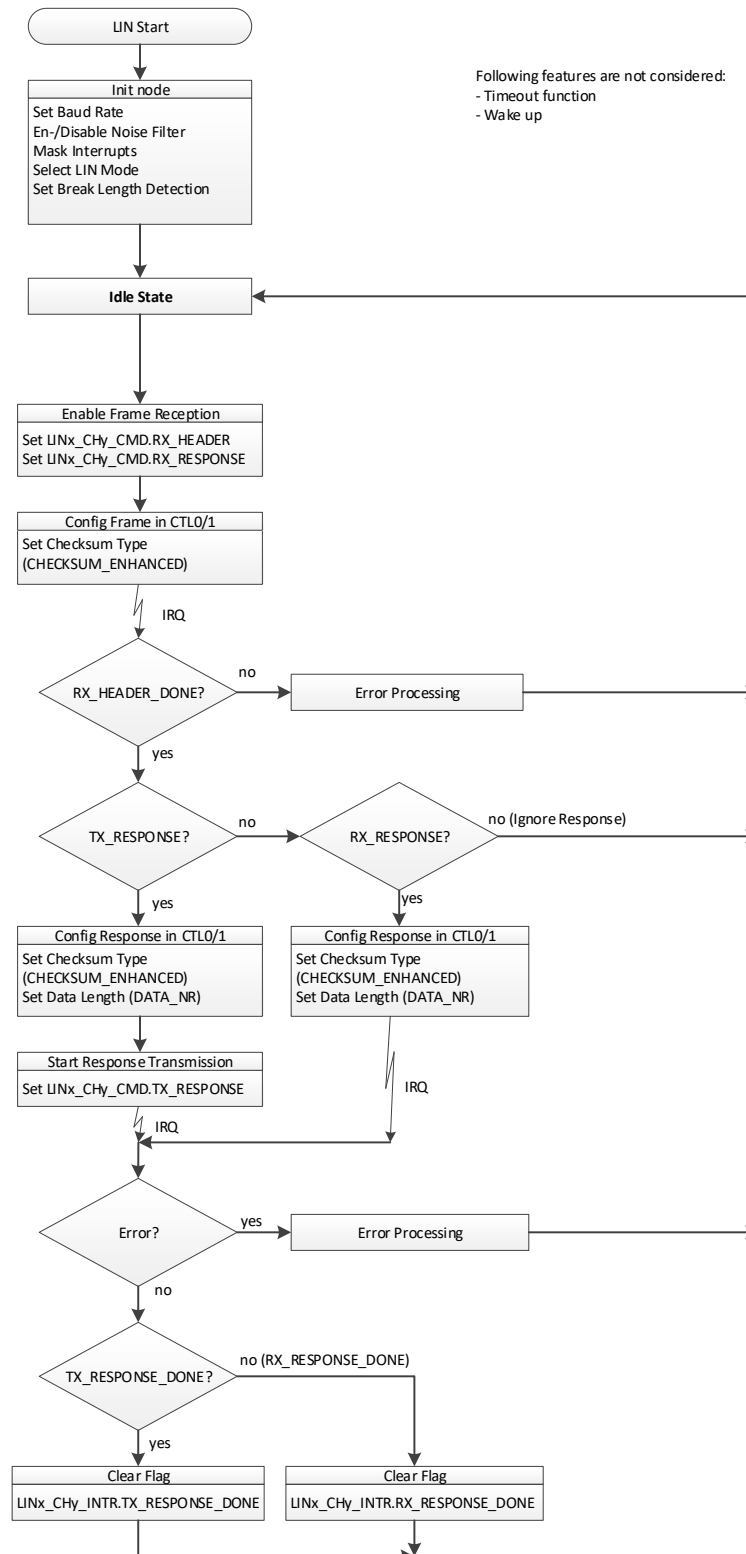 LIN Start
Following features are not considered:
- Timeout function
- Wake up
Init node
Set Baud Rate
En-/Disable Noise Filter
Mask Interrupts
Select LIN Mode
Set Break Length Detection
Idle State
Enable Frame Reception
Set LINx_CHy_CMD.RX_HEADER
Set LINx_CHy_CMD.RX_RESPONSE
Config Frame in CTL0/1
Set Checksum Type
(CHECKSUM_ENHANCED)
IRQ
RX_HEADER_DONE?
no
Error Processing
yes
TX_RESPONSE?
no
RX_RESPONSE?
no (Ignore Response)
yes
yes
Config Response in CTL0/1
Set Checksum Type
(CHECKSUM_ENHANCED)
Set Data Length (DATA_NR)
Config Response in CTL0/1
Set Checksum Type
(CHECKSUM_ENHANCED)
Set Data Length (DATA_NR)
Start Response Transmission
Set LINx_CHy_CMD.TX_RESPONSE
IRQ
IRQ
Error?
yes
Error Processing
no
TX_RESPONSE_DONE?
no (RX_RESPONSE_DONE)
yes
Clear Flag
LINx_CHy_INTR.TX_RESPONSE_DONE
Clear Flag
LINx_CHy_INTR.RX_RESPONSE_DONE